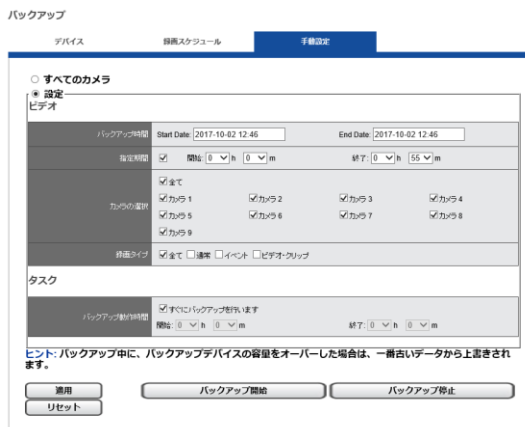 バックアップ
デバイス 録画スケジュール 手動設定
すべてのカメラ
設定
ビデオ
バックアップ時間 Start Date: 2017-10-02 12:46 End Date: 2017-10-02 12:46
指定期間 開始: 0 h 0 m 終了: 0 h 55 m
カメラの選択 全て
カメラ 1 カメラ 2 カメラ 3 カメラ 4
カメラ 5 カメラ 6 カメラ 7 カメラ 8
カメラ 9
録画タイプ 全て 通常 イベント ビデオ・クリップ
タスク
バックアップ動作時間 すぐにバックアップを行います
開始: 0 h 0 m 終了: 0 h 0 m
ヒント: バックアップ中に、バックアップデバイスの容量をオーバーした場合は、一番古いデータから上書きされ
ます。
適用 バックアップ開始 バックアップ停止
リセット